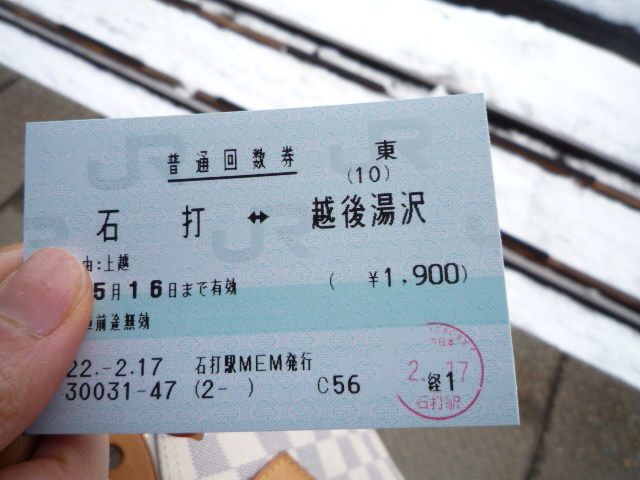 普通回数券
東
(10)
石打 ↔ 越後湯沢
由:上越
5月16日まで有効 ( ¥1,900)
前途無効
22.-2.17 石打駅MEM発行
30031-47 (2- ) C56
2.17
経1
石打駅